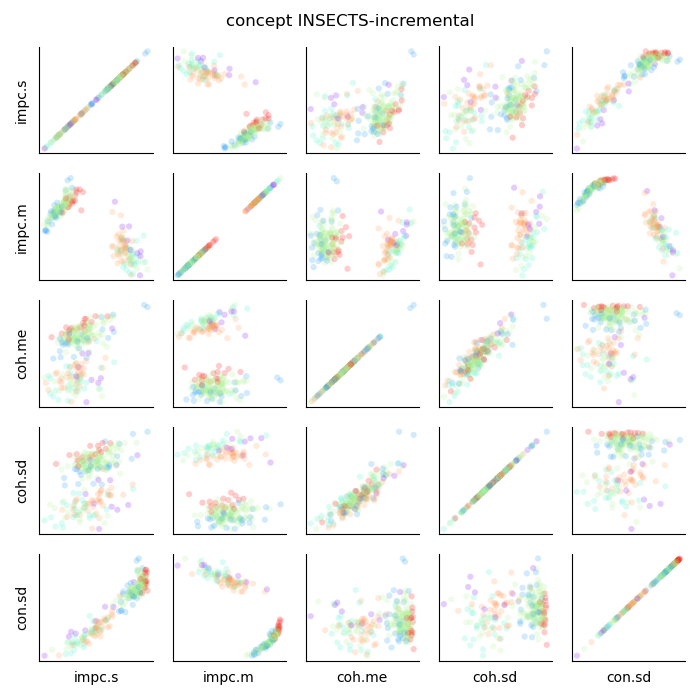 concept INSECTS-incremental
impc.s
impc.m
coh.me
coh.sd
con.sd
impc.s impc.m coh.me coh.sd con.sd